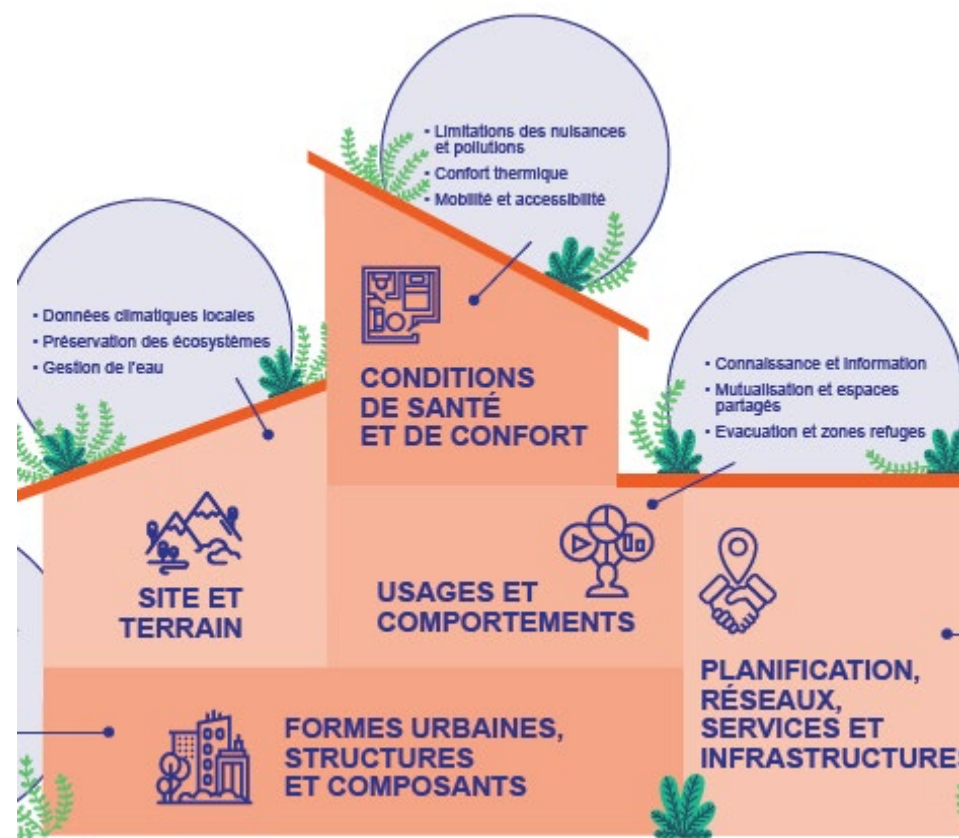 ▪ Limitations des nuisances
et pollutions
▪ Confort thermique
▪ Mobilité et accessibilité
▪ Données climatiques locales
▪ Préservation des écosystèmes
▪ Gestion de l'eau
▪ Connaissance et information
▪ Mutualisation et espaces
partagés
▪ Evacuation et zones refuges
CONDITIONS
DE SANTÉ
ET DE CONFORT
SITE ET
TERRAIN
USAGES ET
COMPORTEMENTS
PLANIFICATION,
RÉSEAUX,
SERVICES ET
INFRASTRUCTURES
FORMES URBAINES,
STRUCTURES
ET COMPOSANTS